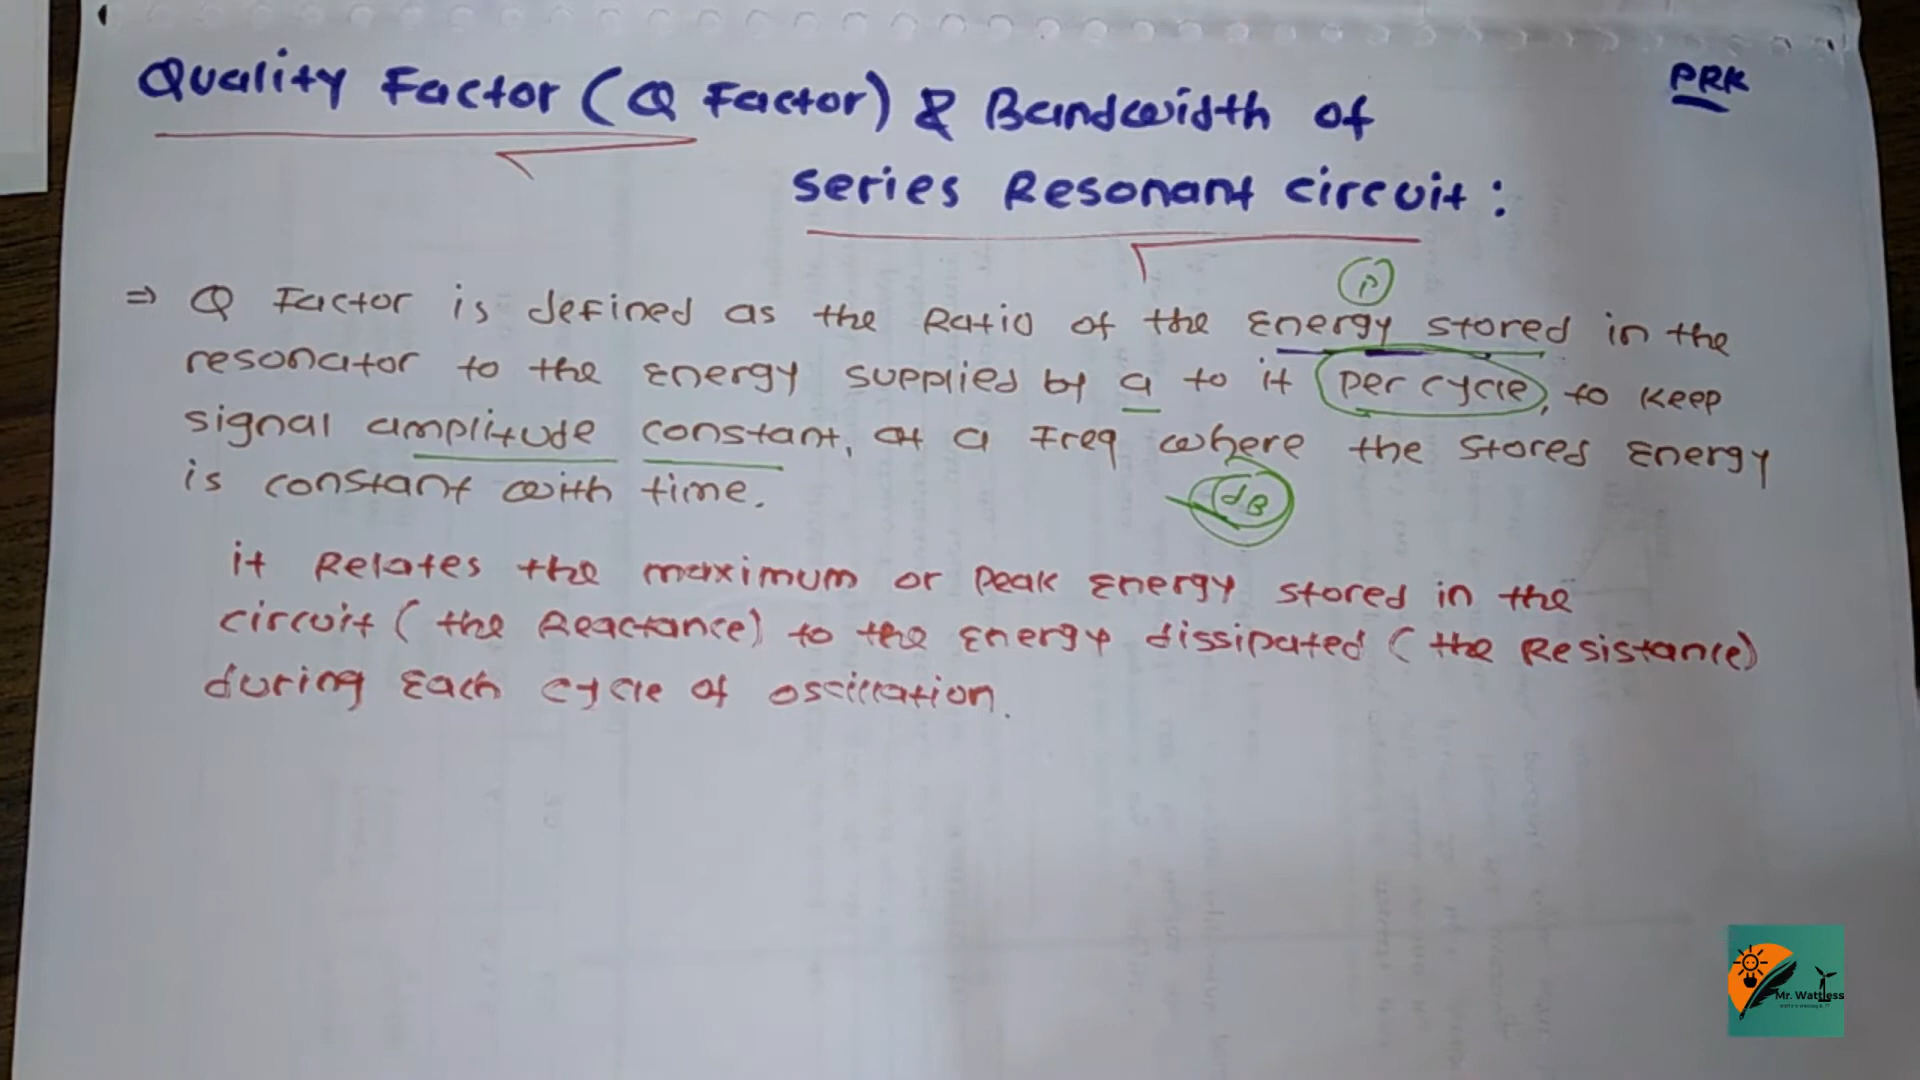 PRK
Quality Factor (Q Factor) & Bandwidth of
series Resonant circuit :
⇒ Q Factor is defined as the Ratio of the Energy stored in the
resonator to the Energy supplied by a to it per cycle, to keep
signal amplitude constant, at a Freq where the stored Energy
is constant with time.
dB
it Relates the maximum or peak Energy stored in the
circuit (the Reactance) to the Energy dissipated (the Resistance)
during Each cycle of oscillation.
Mr. Wattless